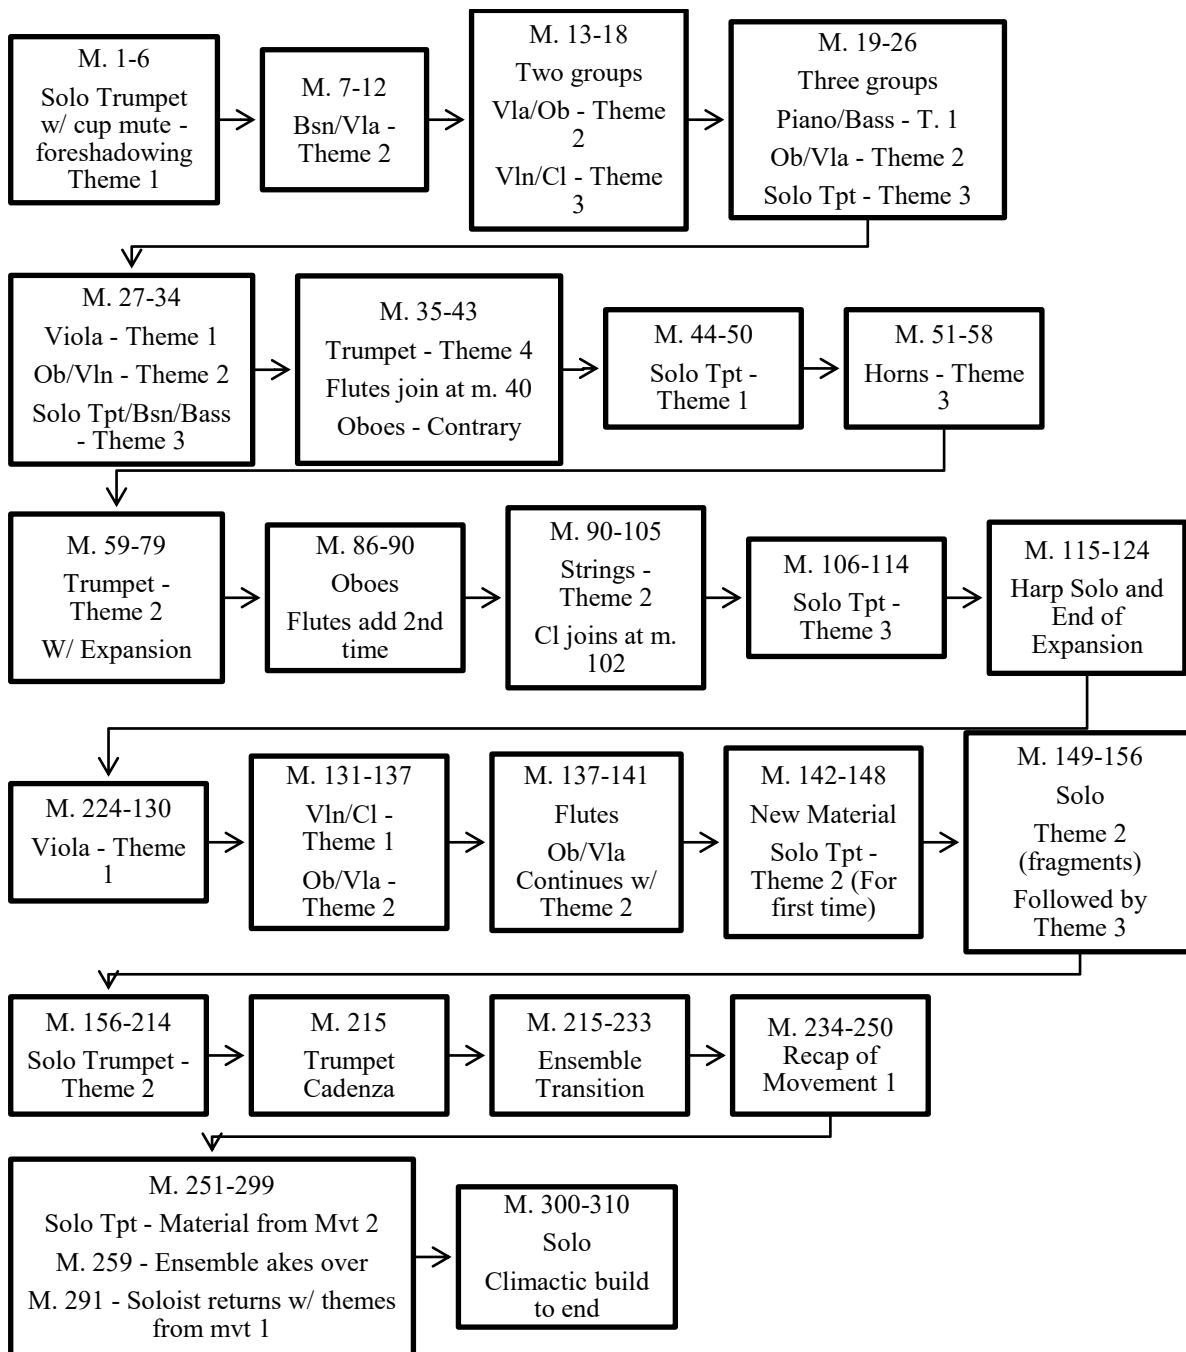 M. 1-6
Solo Trumpet
w/ cup mute -
foreshadowing
Theme 1
M. 7-12
Bsn/Vla -
Theme 2
M. 13-18
Two groups
Vla/Ob - Theme
2
Vln/Cl - Theme
3
M. 19-26
Three groups
Piano/Bass - T. 1
Ob/Vla - Theme 2
Solo Tpt - Theme 3
M. 27-34
Viola - Theme 1
Ob/Vln - Theme 2
Solo Tpt/Bsn/Bass
- Theme 3
M. 35-43
Trumpet - Theme 4
Flutes join at m. 40
Oboes - Contrary
M. 44-50
Solo Tpt -
Theme 1
M. 51-58
Horns - Theme
3
M. 59-79
Trumpet -
Theme 2
W/ Expansion
M. 86-90
Oboes
Flutes add 2nd
time
M. 90-105
Strings -
Theme 2
Cl joins at m.
102
M. 106-114
Solo Tpt -
Theme 3
M. 115-124
Harp Solo and
End of
Expansion
M. 224-130
Viola - Theme
1
M. 131-137
Vln/Cl -
Theme 1
Ob/Vla -
Theme 2
M. 137-141
Flutes
Ob/Vla
Continues w/
Theme 2
M. 142-148
New Material
Solo Tpt -
Theme 2 (For
first time)
M. 149-156
Solo
Theme 2
(fragments)
Followed by
Theme 3
M. 156-214
Solo Trumpet -
Theme 2
M. 215
Trumpet
Cadenza
M. 215-233
Ensemble
Transition
M. 234-250
Recap of
Movement 1
M. 251-299
Solo Tpt - Material from Mvt 2
M. 259 - Ensemble akes over
M. 291 - Soloist returns w/ themes
from mvt 1
M. 300-310
Solo
Climactic build
to end